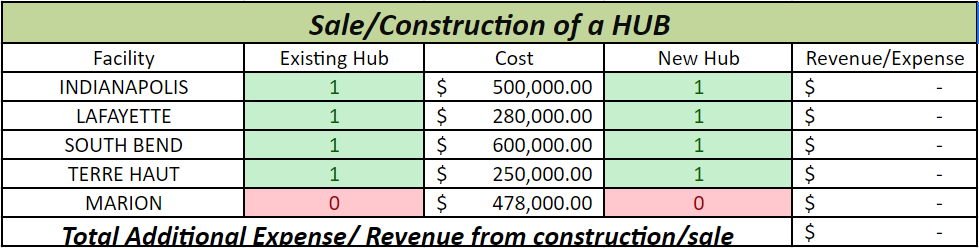 Sale/Construction of a HUB
Facility Existing Hub Cost New Hub Revenue/Expense
INDIANAPOLIS 1 $ 500,000.00 1 $ -
LAFAYETTE 1 $ 280,000.00 1 $ -
SOUTH BEND 1 $ 600,000.00 1 $ -
TERRE HAUT 1 $ 250,000.00 1 $ -
MARION 0 $ 478,000.00 0 $ -
Total Additional Expense/ Revenue from construction/sale $ -